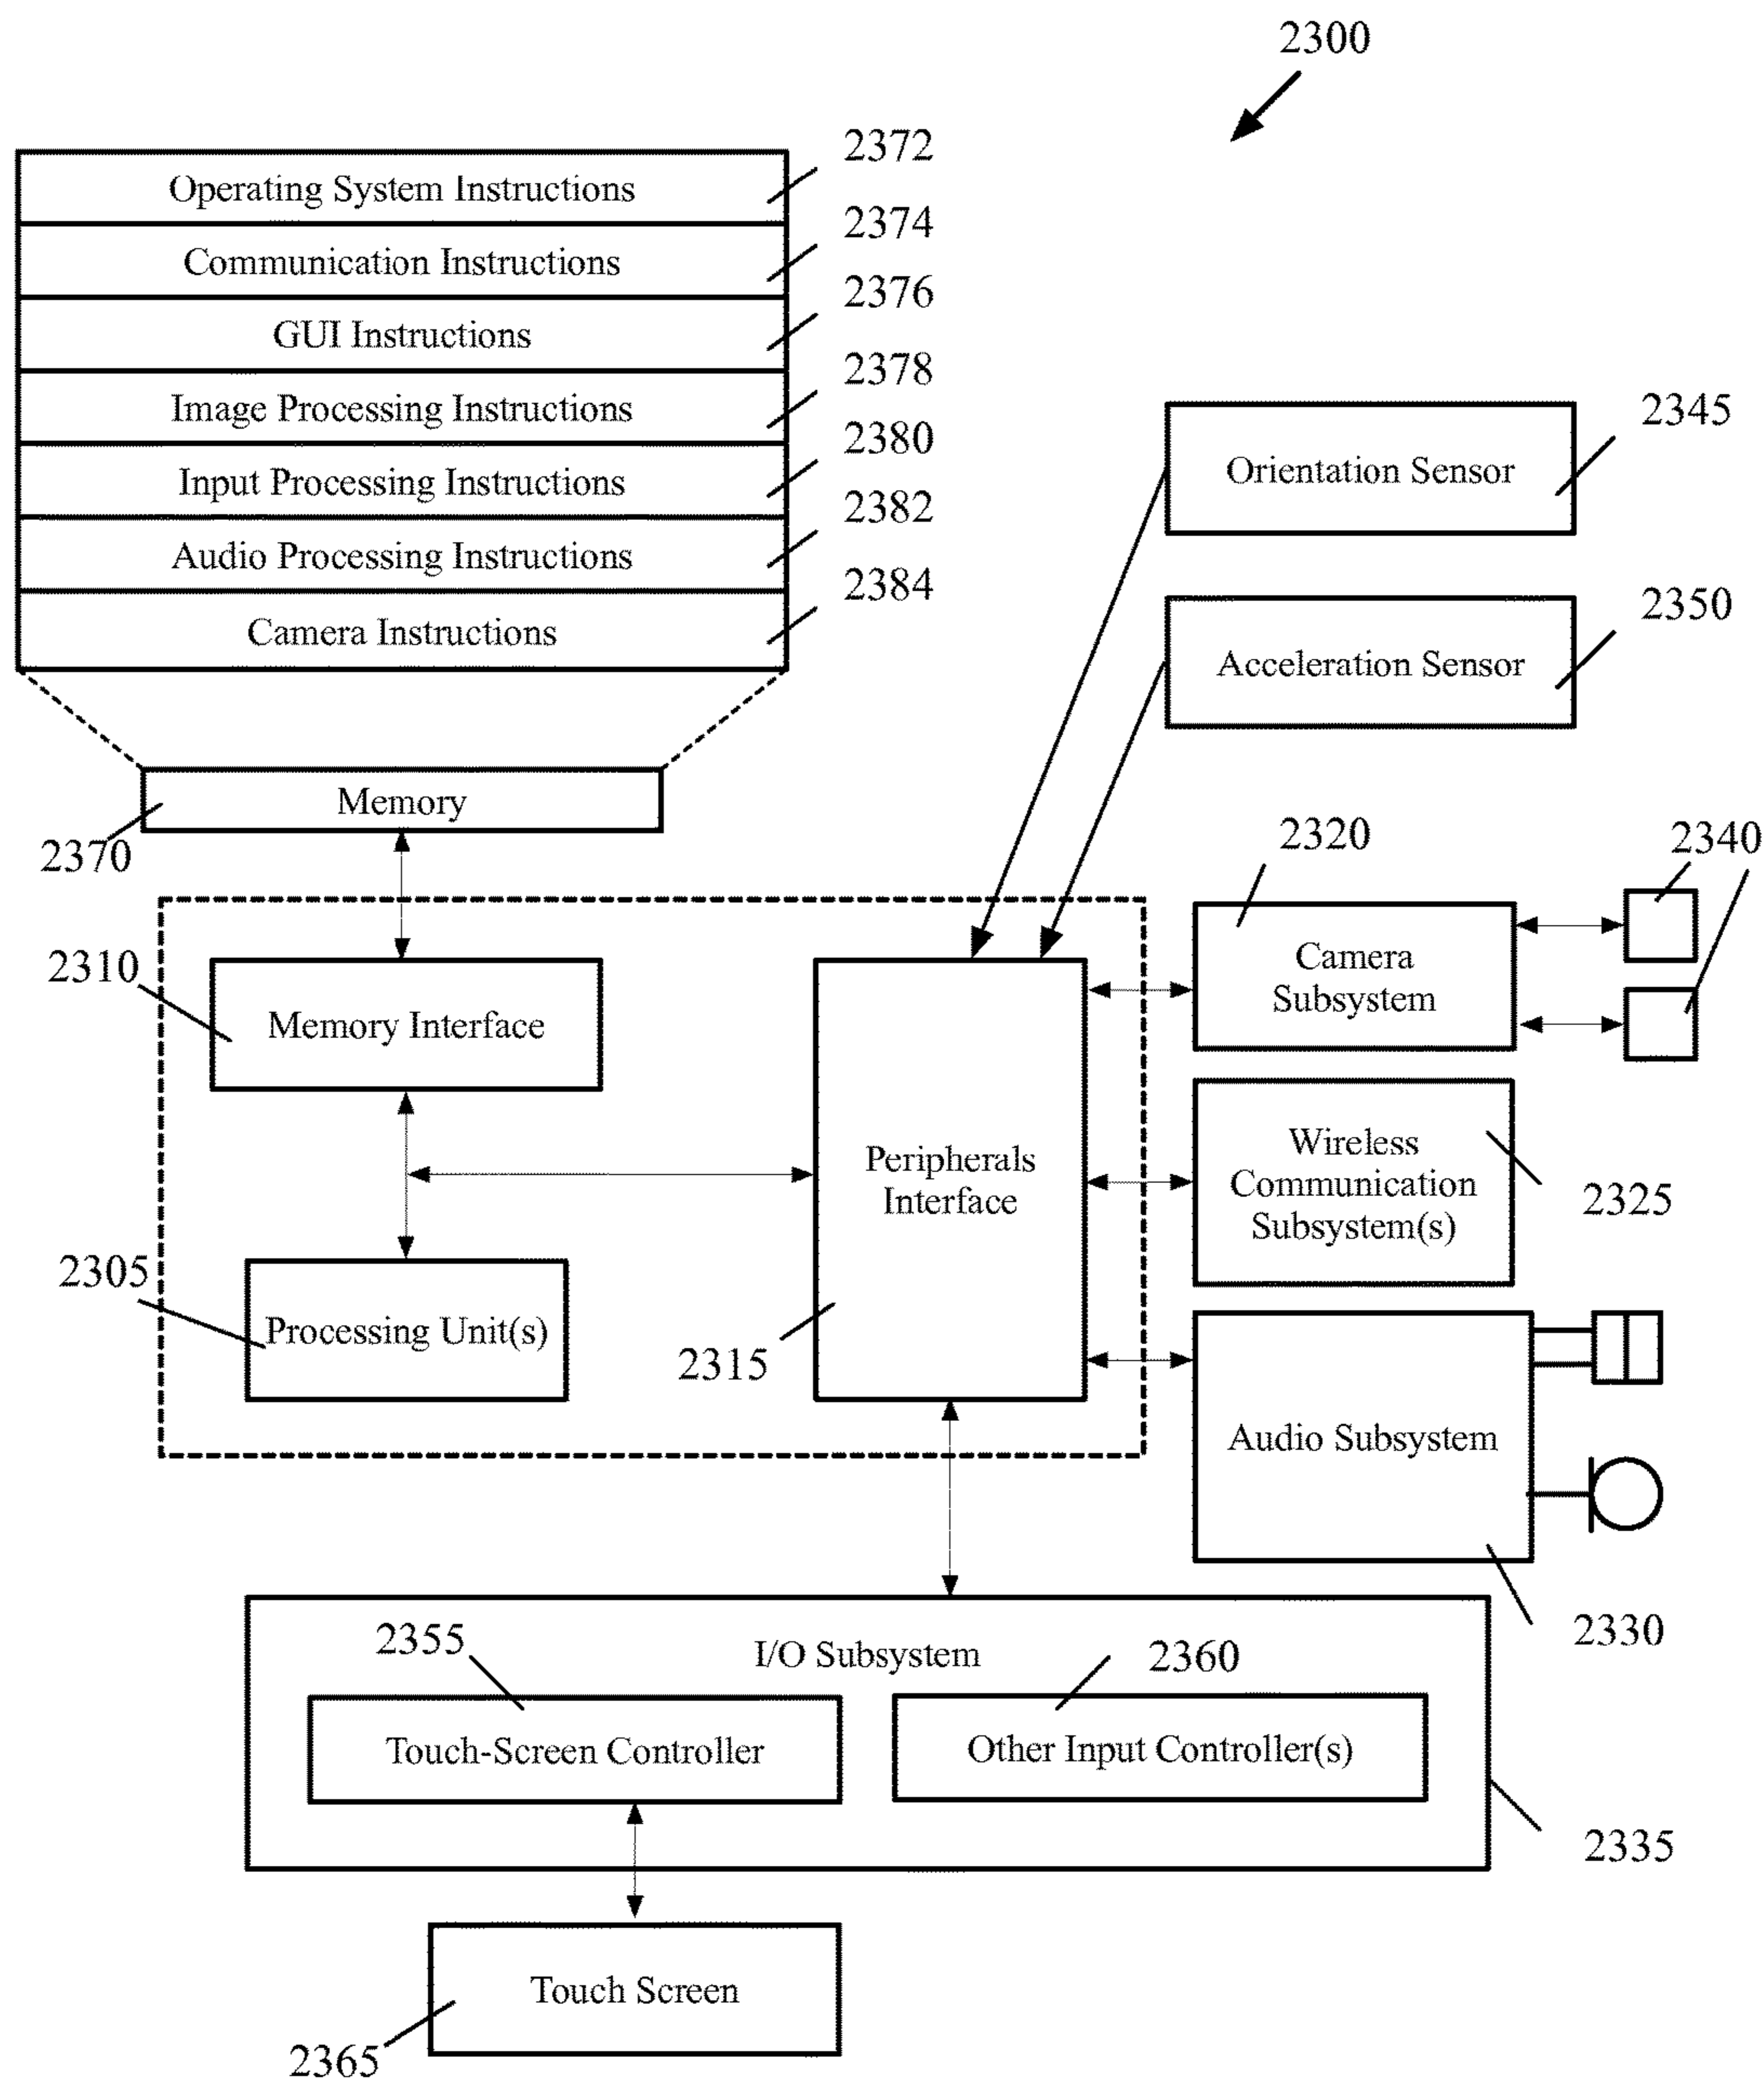 2300
2372
Operating System Instructions
2374
Communication Instructions
2376
GUI Instructions
2378
Image Processing Instructions
2380
Input Processing Instructions
2382
Audio Processing Instructions
2384
Camera Instructions
2345
Orientation Sensor
2350
Acceleration Sensor
Memory
2370
2320
2340
Camera
Subsystem
2310
Memory Interface
Peripherals
Interface
2315
Wireless
Communication
Subsystem(s)
2325
2305
Processing Unit(s)
Audio Subsystem
2330
I/O Subsystem
2355
2360
Touch-Screen Controller
Other Input Controller(s)
2335
Touch Screen
2365